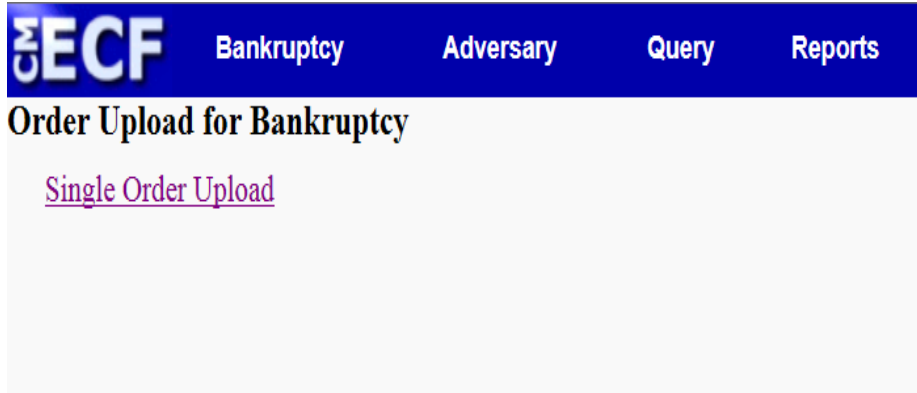 CM ECF Bankruptcy Adversary Query Reports
Order Upload for Bankruptcy
Single Order Upload